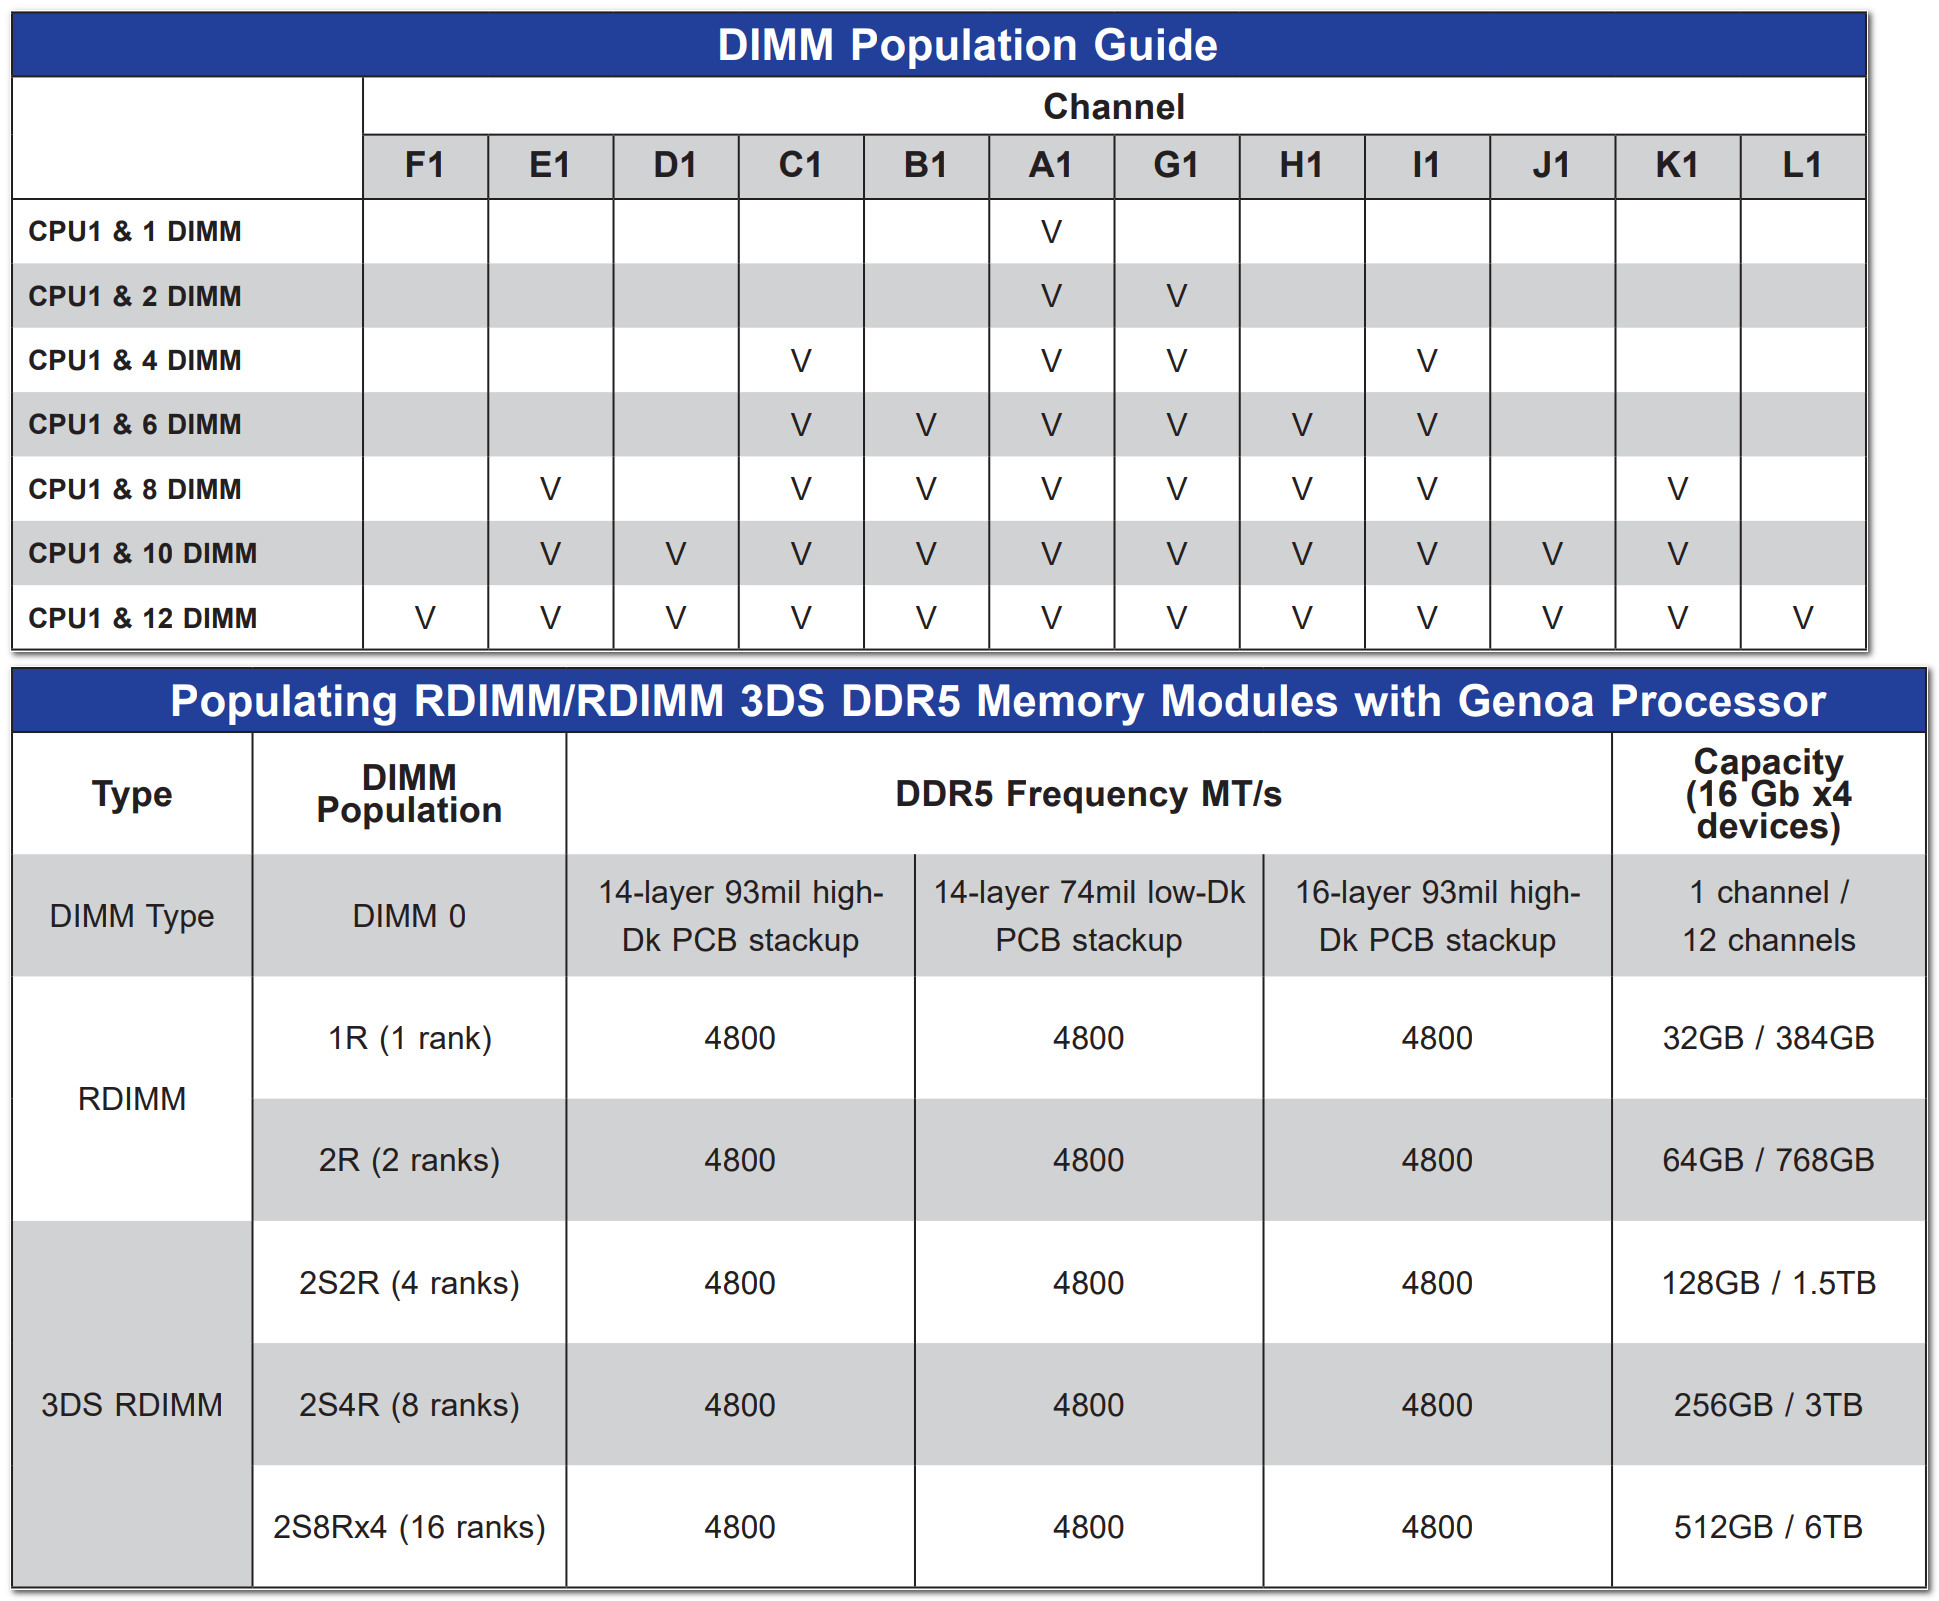 DIMM Population Guide
Channel
F1 E1 D1 C1 B1 A1 G1 H1 I1 J1 K1 L1
CPU1 & 1 DIMM V
CPU1 & 2 DIMM V V
CPU1 & 4 DIMM V V V V
CPU1 & 6 DIMM V V V V V V
CPU1 & 8 DIMM V V V V V V V V
CPU1 & 10 DIMM V V V V V V V V V V
CPU1 & 12 DIMM V V V V V V V V V V V V
Populating RDIMM/RDIMM 3DS DDR5 Memory Modules with Genoa Processor
Type
DIMM
Population
DDR5 Frequency MT/s
Capacity
(16 Gb x4
devices)
DIMM Type
DIMM 0
14-layer 93mil high-
Dk PCB stackup
14-layer 74mil low-Dk
PCB stackup
16-layer 93mil high-
Dk PCB stackup
1 channel /
12 channels
RDIMM
1R (1 rank) 4800 4800 4800 32GB / 384GB
2R (2 ranks) 4800 4800 4800 64GB / 768GB
3DS RDIMM
2S2R (4 ranks) 4800 4800 4800 128GB / 1.5TB
2S4R (8 ranks) 4800 4800 4800 256GB / 3TB
2S8Rx4 (16 ranks) 4800 4800 4800 512GB / 6TB